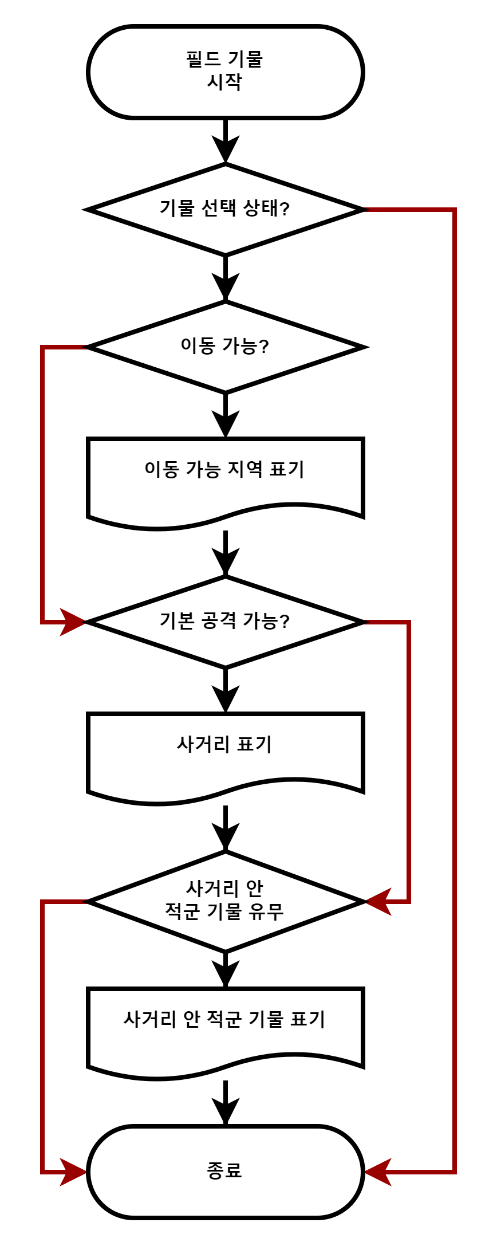 필드 기물
시작
기물 선택 상태?
이동 가능?
이동 가능 지역 표기
기본 공격 가능?
사거리 표기
사거리 안
적군 기물 유무
사거리 안 적군 기물 표기
종료